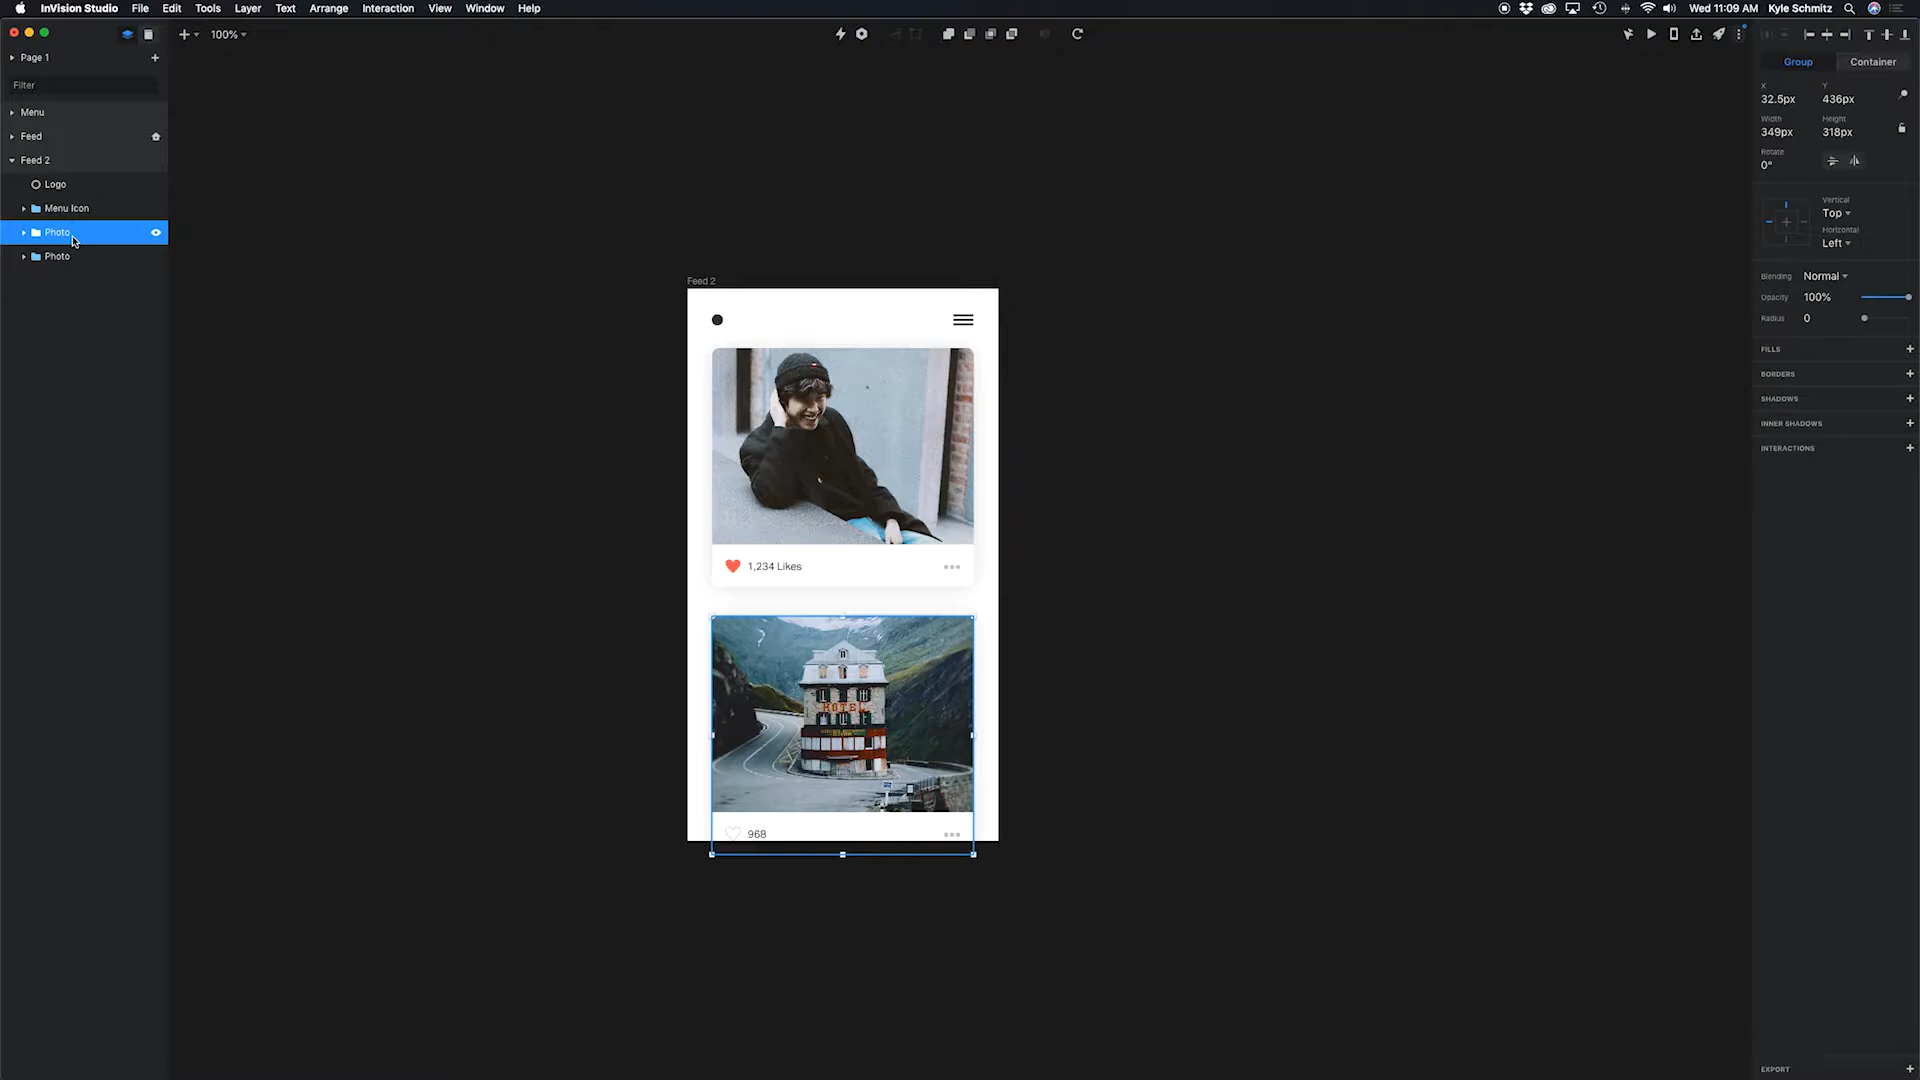 InVision Studio File Edit Tools Layer Text Arrange Interaction View Window Help Wed 11:09 AM Kyle Schmitz
100%
Page 1
Filter
Menu
Feed
Feed 2
Logo
Menu Icon
Photo
Photo
Feed 2
HOTEL
1,234 Likes
968
Group Container
X Y
32.5px 436px
Width Height
349px 318px
Rotate
0°
Vertical
Top
Horizontal
Left
Blending Normal
Opacity 100%
Radius 0
FILLS
BORDERS
SHADOWS
INNER SHADOWS
INTERACTIONS
EXPORT